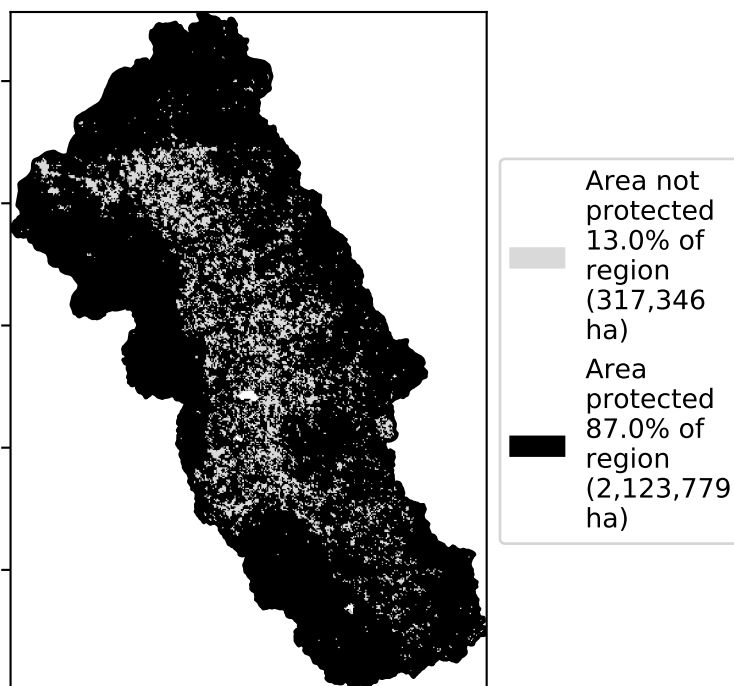 Area not
protected
13.0% of
region
(317,346
ha)
Area
protected
87.0% of
region
(2,123,779
ha)